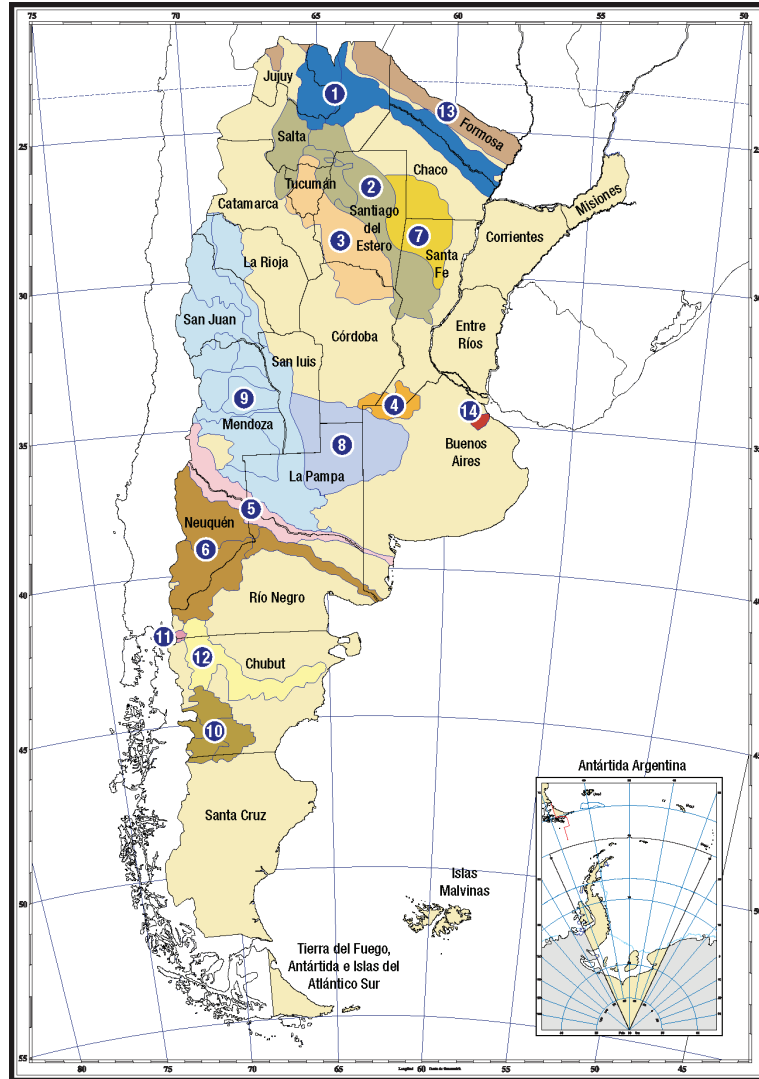 75
70
65
60
55
50
Jujuy
1
13
Formosa
25
Salta
Chaco
Tucumán
2
Misiones
Catamarca
Santiago
del
Estero
7
3
Corrientes
Santa
Fe
La Rioja
30
30
San Juan
Entre
Ríos
Córdoba
San luis
9
4
14
Mendoza
8
Buenos
Aires
35
35
La Pampa
5
Neuquén
6
40
40
Río Negro
11
12
Chubut
10
45
45
Antártida Argentina
Santa Cruz
Islas
Malvinas
50
Tierra del Fuego,
Antártida e Islas del
Atlántico Sur
55
80
75
70
65
60
55
50
45